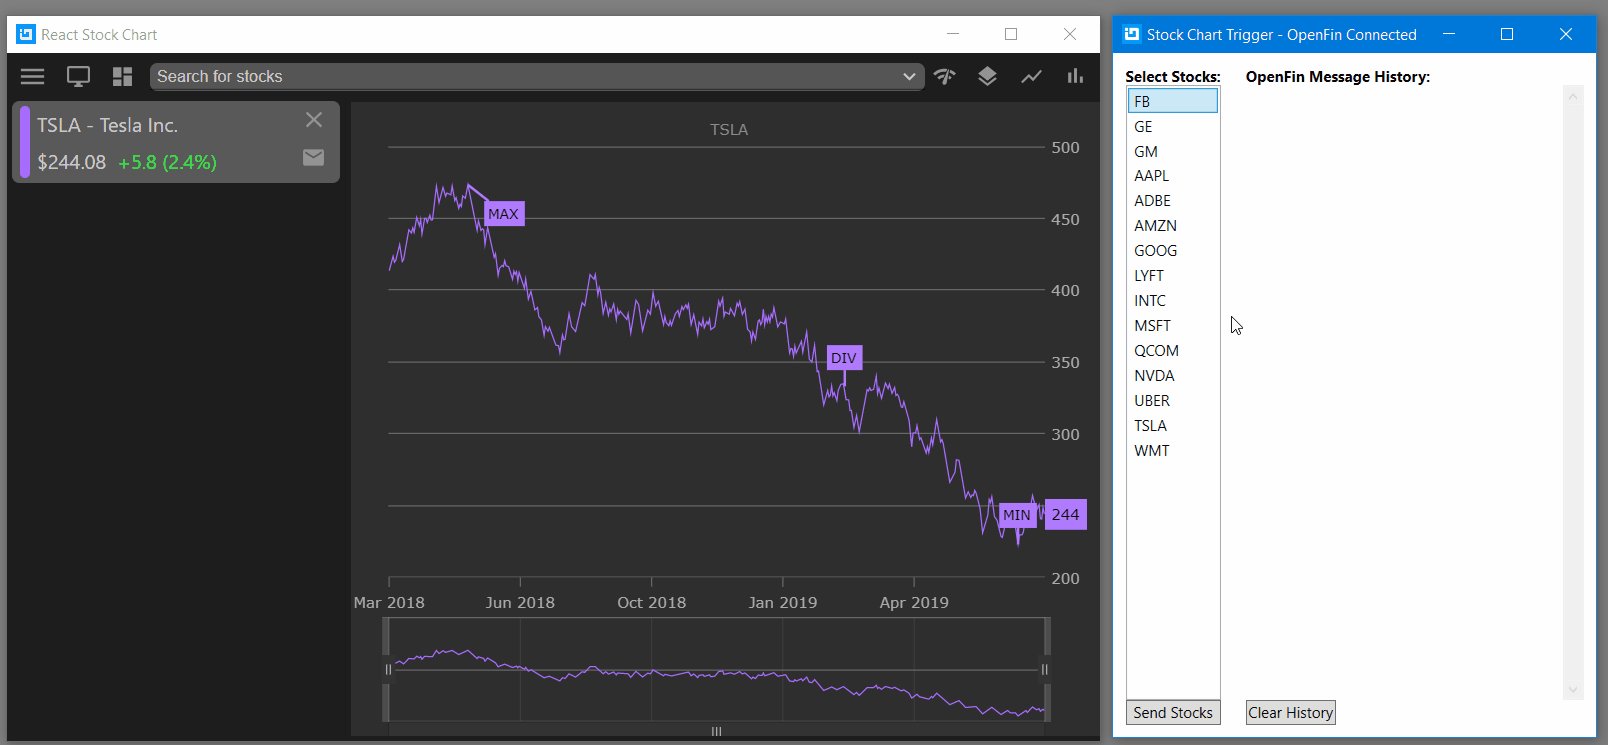 React Stock Chart
Search for stocks
TSLA - Tesla Inc.
$244.08 +5.8 (2.4%)
TSLA
500
450
400
350
300
200
MAX
DIV
MIN
244
Mar 2018
Jun 2018
Oct 2018
Jan 2019
Apr 2019
Stock Chart Trigger - OpenFin Connected
Select Stocks:
OpenFin Message History:
FB
GE
GM
AAPL
ADBE
AMZN
GOOG
LYFT
INTC
MSFT
QCOM
NVDA
UBER
TSLA
WMT
Send Stocks
Clear History